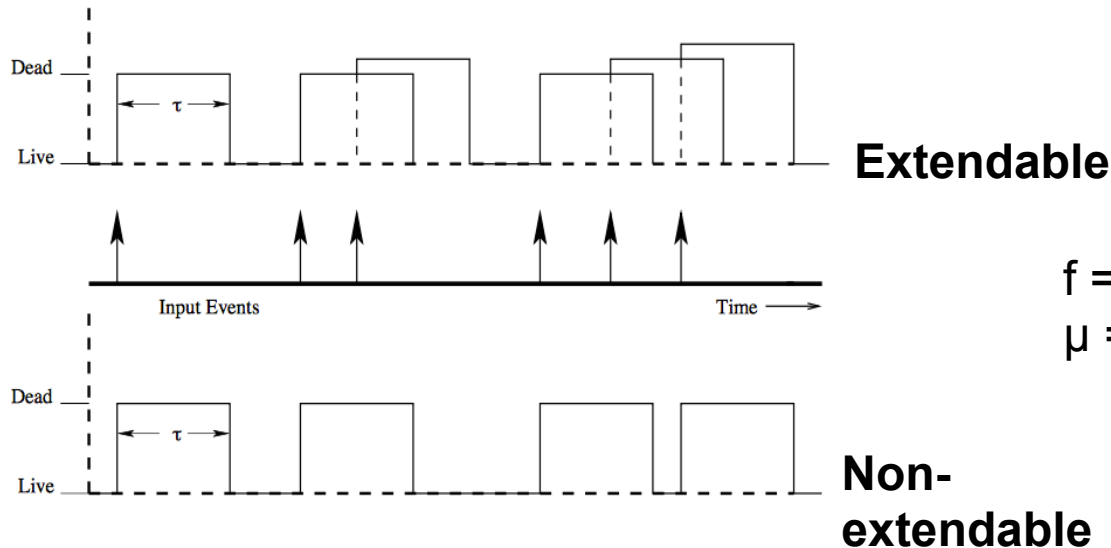 Dead
τ
Live
Extendable
f =
μ =
Input Events
Time
Dead
τ
Live
Non-
extendable